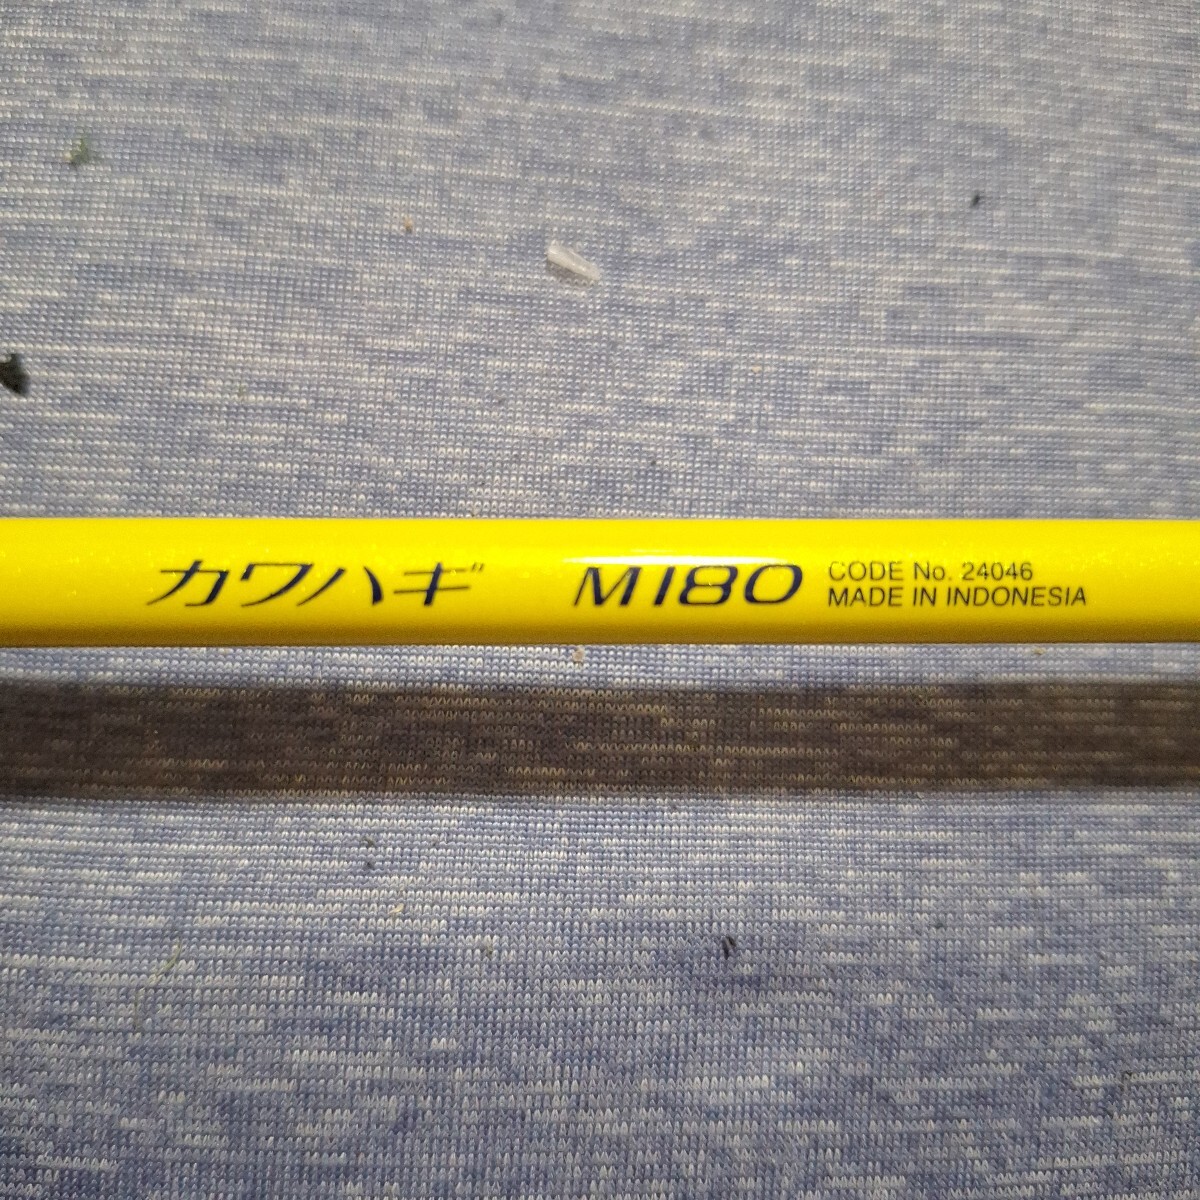 カワハギ M180
CODE No. 24046
MADE IN INDONESIA